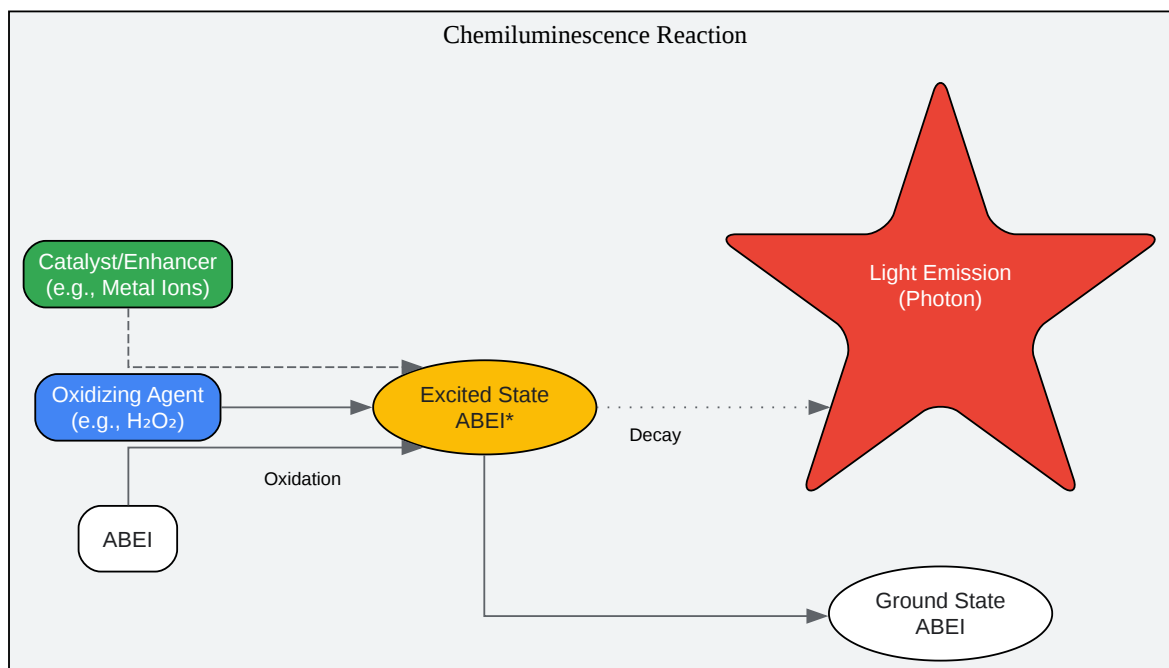 Chemiluminescence Reaction
Catalyst/Enhancer
(e.g., Metal Ions)
Light Emission
(Photon)
Oxidizing Agent
(e.g., H₂O₂)
Excited State
ABEI*
Decay
Oxidation
ABEI
Ground State
ABEI